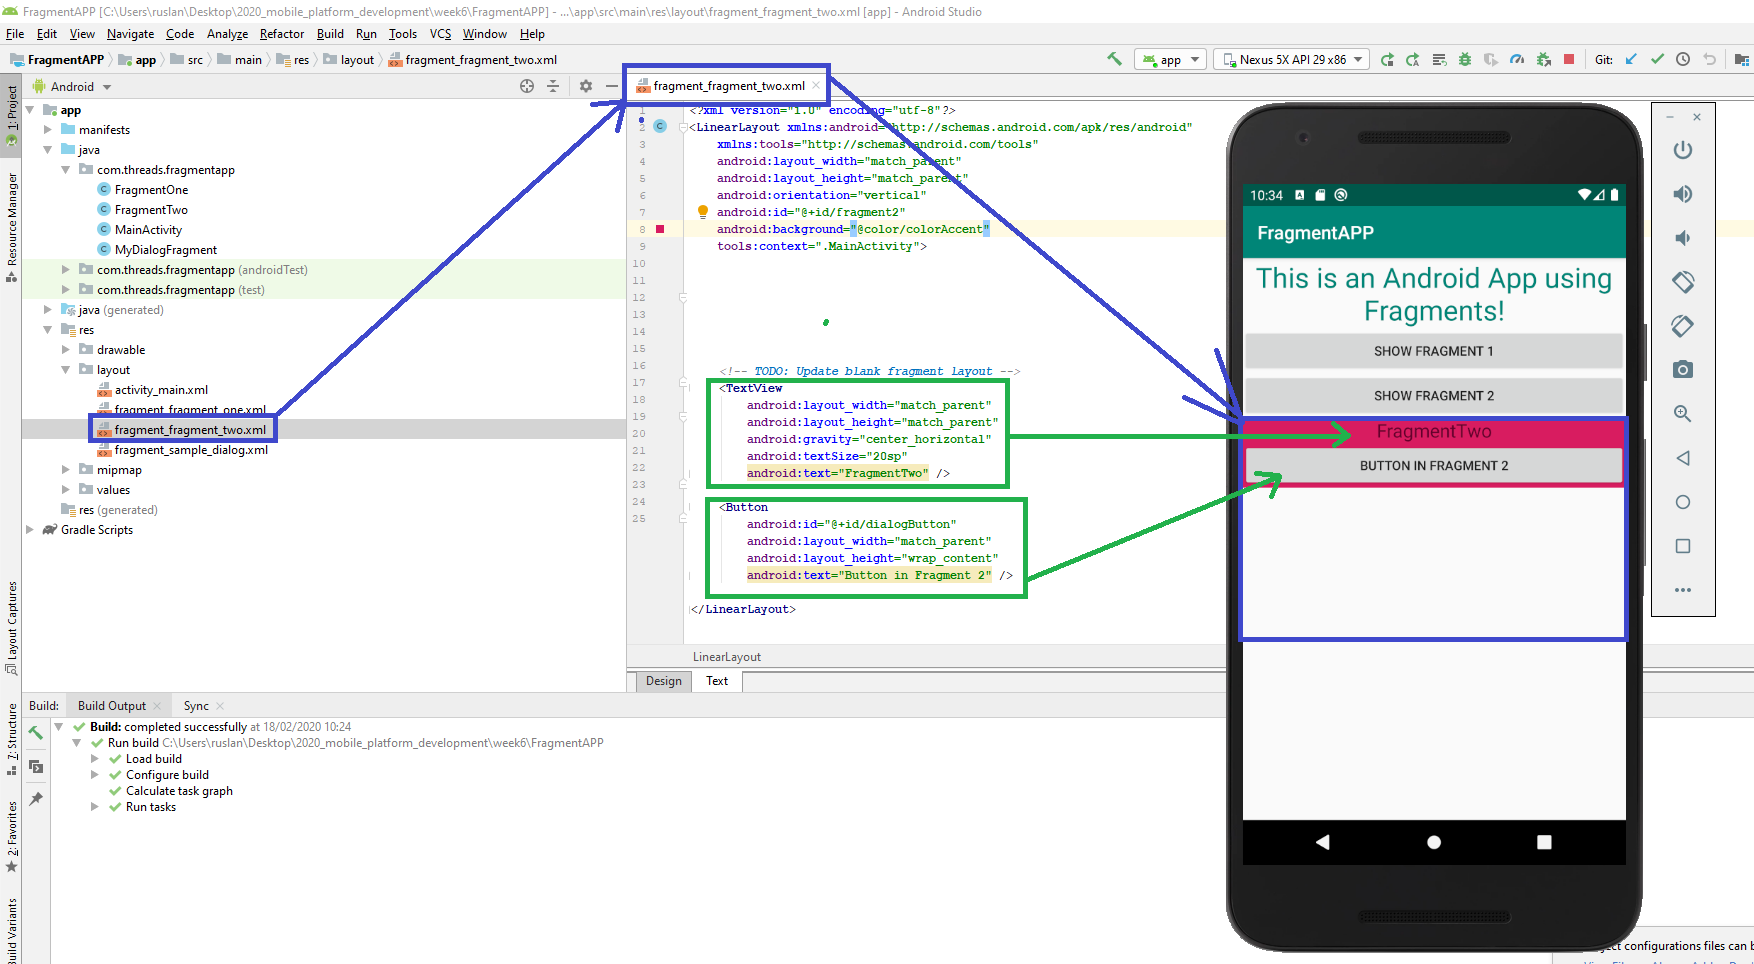 FragmentAPP [C:\Users\ruslan\Desktop\2020_mobile_platform_development\week6\FragmentAPP] - ...\app\src\main\res\layout\fragment_fragment_two.xml [app] - Android Studio
File Edit View Navigate Code Analyze Refactor Build Run Tools VCS Window Help
FragmentAPP app src main res layout fragment_fragment_two.xml
app Nexus 5X API 29 x86 Git:
1: Project
Resource Manager
Layout Captures
7: Structure
2: Favorites
Build Variants
Android
app
manifests
java
com.threads.fragmentapp
FragmentOne
FragmentTwo
MainActivity
MyDialogFragment
com.threads.fragmentapp (androidTest)
com.threads.fragmentapp (test)
java (generated)
res
drawable
layout
activity_main.xml
fragment_fragment_one.xml
fragment_fragment_two.xml
fragment_sample_dialog.xml
mipmap
values
res (generated)
Gradle Scripts
fragment_fragment_two.xml
1 <?xml version="1.0" encoding="utf-8"?>
2 <LinearLayout xmlns:android="http://schemas.android.com/apk/res/android"
3 xmlns:tools="http://schemas.android.com/tools"
4 android:layout_width="match_parent"
5 android:layout_height="match_parent"
6 android:orientation="vertical"
7 android:id="@+id/fragment2"
8 android:background="@color/colorAccent"
9 tools:context=".MainActivity">
10
11
12
13
14
15
16 <!-- TODO: Update blank fragment layout -->
17 <TextView
18 android:layout_width="match_parent"
19 android:layout_height="match_parent"
20 android:gravity="center_horizontal"
21 android:textSize="20sp"
22 android:text="FragmentTwo" />
23
24 <Button
25 android:id="@+id/dialogButton"
android:layout_width="match_parent"
android:layout_height="wrap_content"
android:text="Button in Fragment 2" />
</LinearLayout>
LinearLayout
Design Text
10:34
FragmentAPP
This is an Android App using
Fragments!
SHOW FRAGMENT 1
SHOW FRAGMENT 2
FragmentTwo
BUTTON IN FRAGMENT 2
Build: Build Output Sync
Build: completed successfully at 18/02/2020 10:24
Run build C:\Users\ruslan\Desktop\2020_mobile_platform_development\week6\FragmentAPP
Load build
Configure build
Calculate task graph
Run tasks
configurations files can b